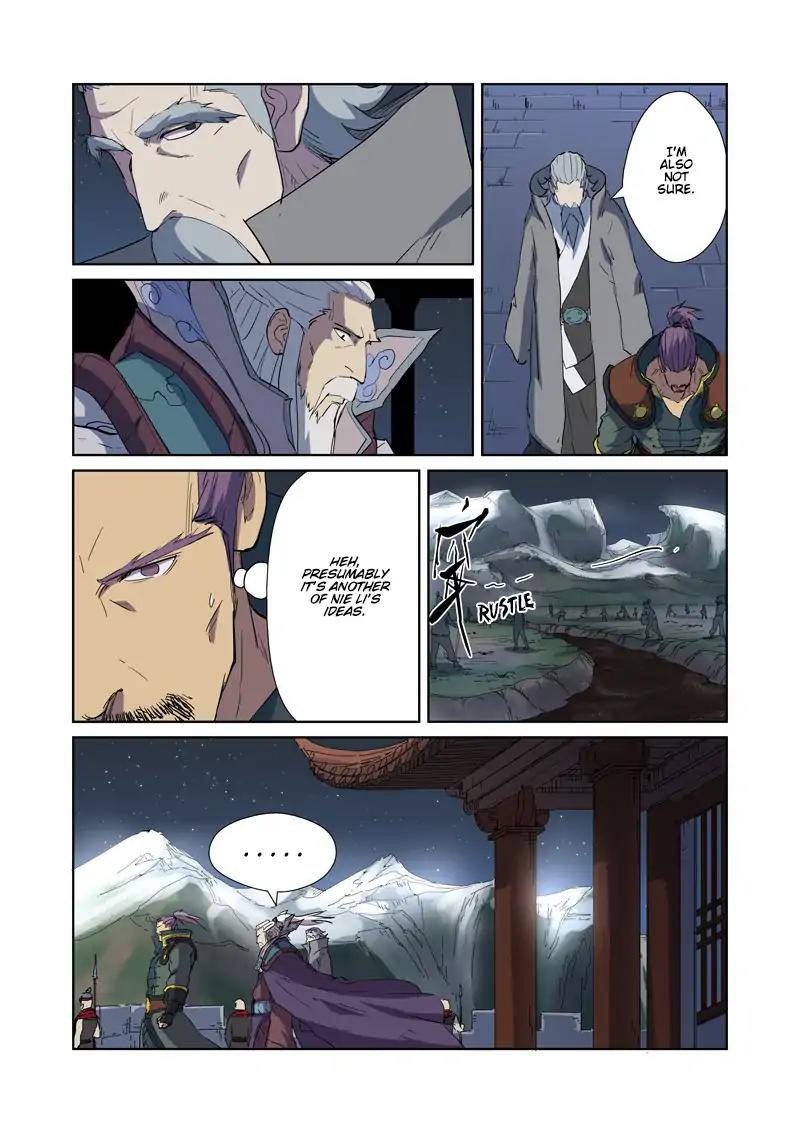 I'M
ALSO
NOT
SURE.
HEH,
PRESUMABLY
IT'S ANOTHER
OF NIE LI'S
IDEAS.
RUSTLE
. . . . .